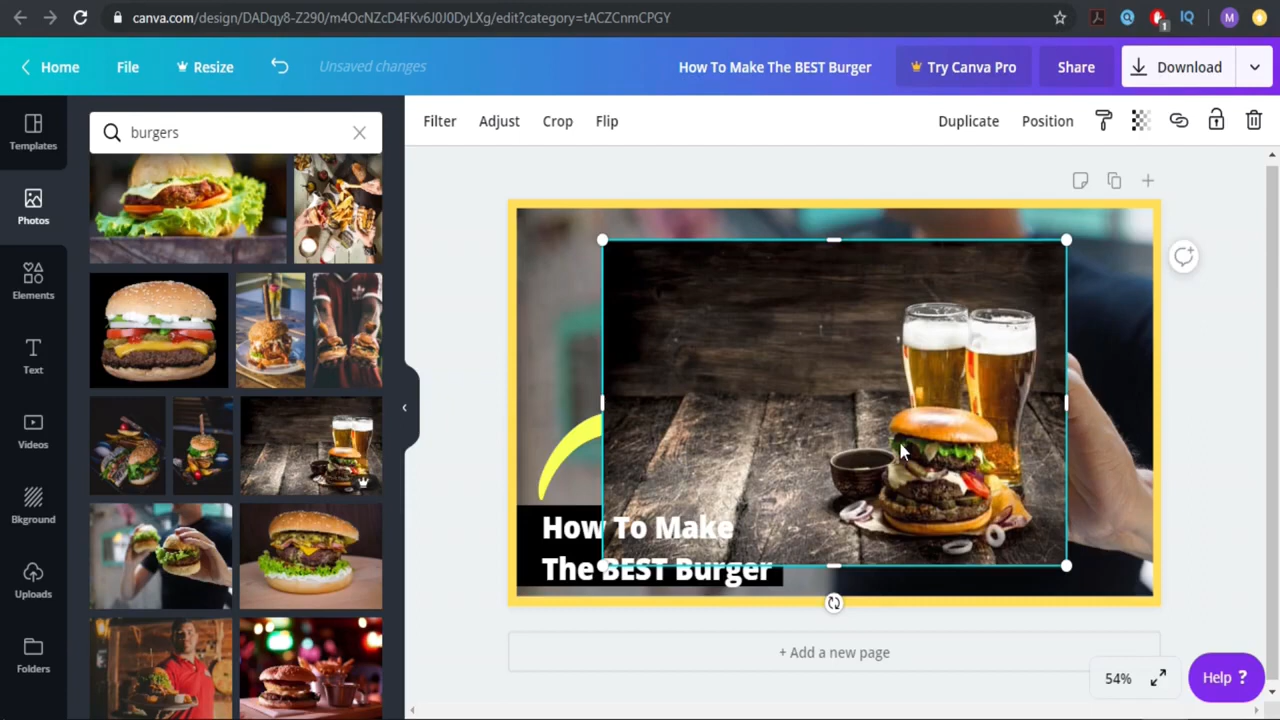 canva.com/design/DADqy8-Z290/m4OcNZcD4FKv6J0J0DyLXg/edit?category=tACZCnmCPGY
1
IQ
M
Home
File
Resize
Unsaved changes
How To Make The BEST Burger
Try Canva Pro
Share
Download
Templates
Photos
Elements
Text
Videos
Bkground
Uploads
Folders
burgers
Filter
Adjust
Crop
Flip
Duplicate
Position
How To Make
The BEST Burger
+ Add a new page
54%
Help ?